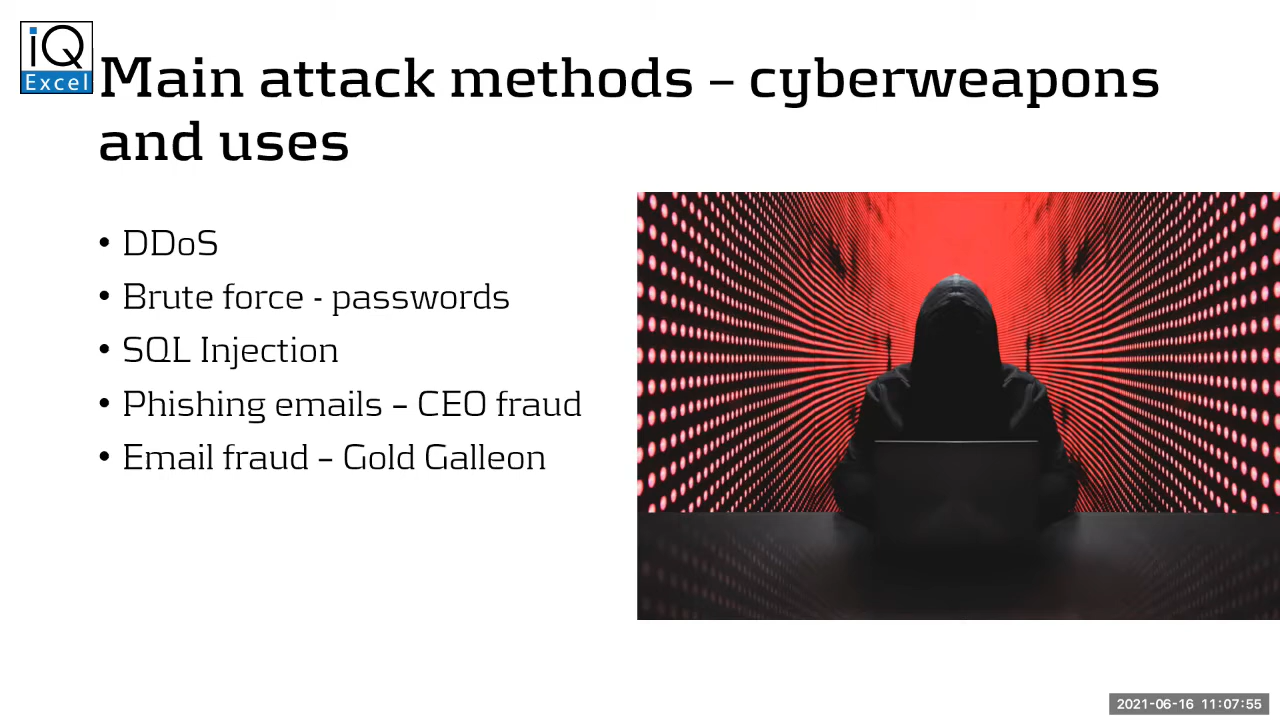 iQ
Excel
Main attack methods – cyberweapons
and uses
• DDoS
• Brute force - passwords
• SQL Injection
• Phishing emails – CEO fraud
• Email fraud – Gold Galleon
2021-06-16 11:07:55